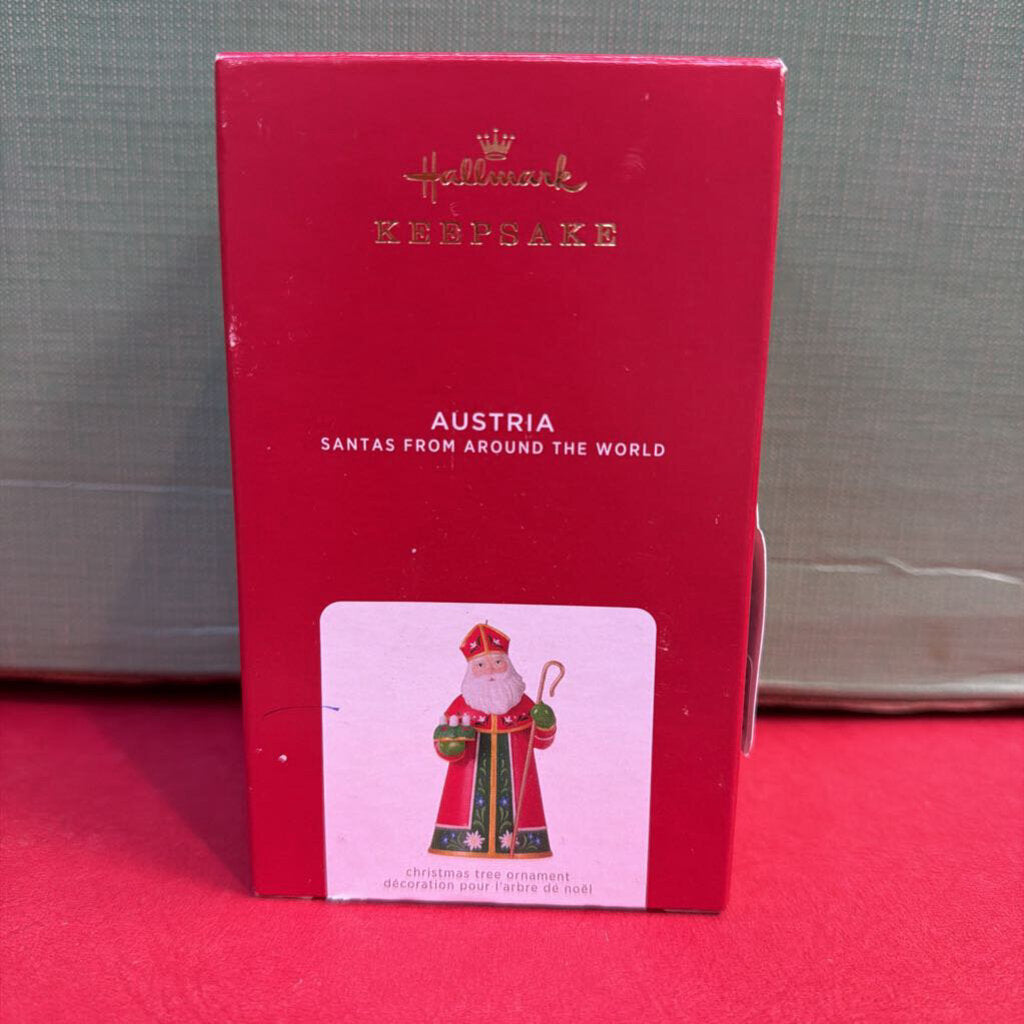 Hallmark
KEEPSAKE
AUSTRIA
SANTAS FROM AROUND THE WORLD
christmas tree ornament
décoration pour l'arbre de noël